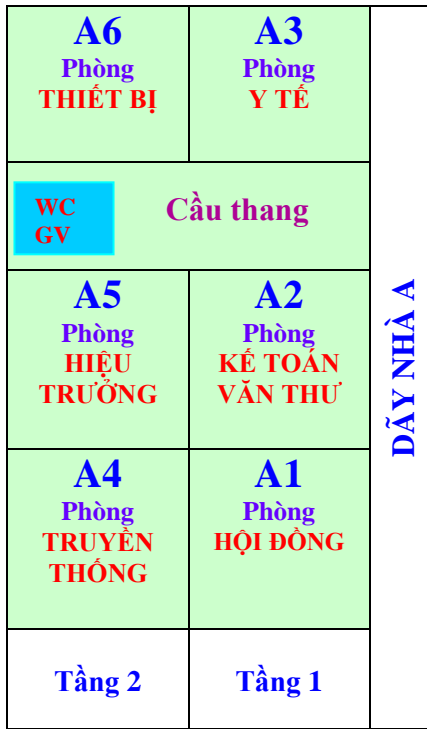 A6
Phòng
THIẾT BỊ
A3
Phòng
Y TẾ
WC
GV
Cầu thang
A5
Phòng
HIỆU
TRƯỞNG
A2
Phòng
KẾ TOÁN
VĂN THƯ
A4
Phòng
TRUYỀN
THỐNG
A1
Phòng
HỘI ĐỒNG
Tầng 2
Tầng 1
DÃY NHÀ A